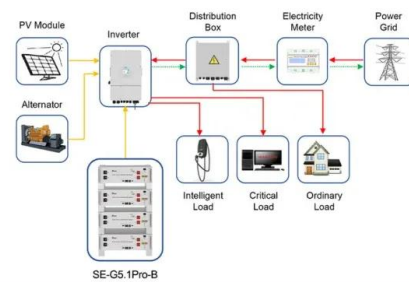 PV Module
Inverter
Distribution
Box
Electricity
Meter
Power
Grid
Alternator
Intelligent
Load
Critical
Load
Ordinary
Load
SE-G5.1Pro-B